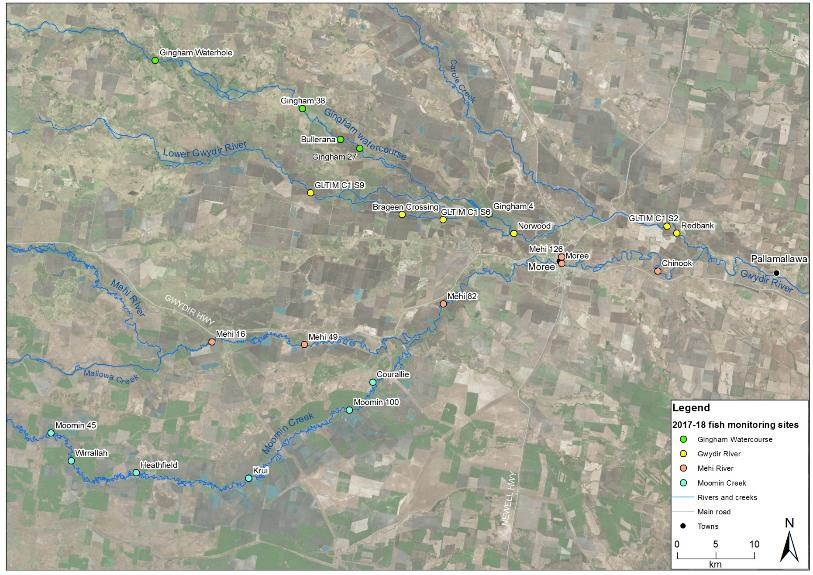 Gingham Waterhole
Carole Creek
Gingham 38
Gingham watercourse
Bullerana
Gingham 27
Lower Gwydir River
GLTIM C1 S9
Brageen Crossing
GLTIM C1 S6
Gingham 4
Norwood
GLTIM C1 S2
Redbank
Mehi 126
Moree
Moree
Chinook
Pallamallawa
Gwydir River
Mehi River
GWYDIR HWY
Mehi 82
Mehi 16
Mehi 49
Mallowa Creek
Courallie
Moomin 100
Moomin Creek
Moomin 45
Wirrallah
Heathfield
Krui
NEWELL HWY
Legend
2017-18 fish monitoring sites
Gingham Watercourse
Gwydir River
Mehi River
Moomin Creek
Rivers and creeks
Main road
Towns
N
0 5 10
km